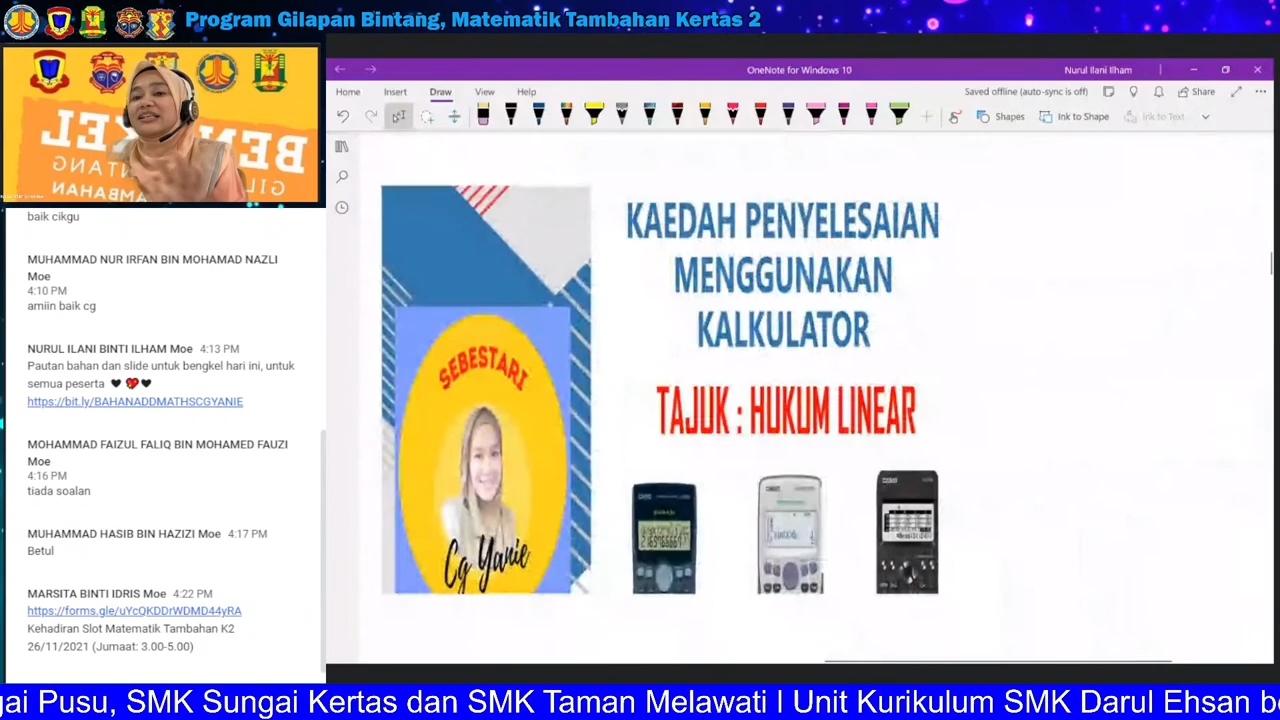 Program Gilapan Bintang, Matematik Tambahan Kertas 2
OneNote for Windows 10
Nurul Ilani Ilham
Home Insert Draw View Help
Saved offline (auto-sync is off)
Share
Shapes
Ink to Shape
Ink to Text
BENGKEL
baik cikgu
MUHAMMAD NUR IRFAN BIN MOHAMAD NAZLI
Moe
4:10 PM
amiin baik cg
NURUL ILANI BINTI ILHAM Moe 4:13 PM
Pautan bahan dan slide untuk bengkel hari ini, untuk
semua peserta 🖤 💖🖤
https://bit.ly/BAHANADDMATHSCGYANIE
MOHAMMAD FAIZUL FALIQ BIN MOHAMED FAUZI
Moe
4:16 PM
tiada soalan
MUHAMMAD HASIB BIN HAZIZI Moe 4:17 PM
Betul
MARSITA BINTI IDRIS Moe 4:22 PM
https://forms.gle/uYcQKDDrWDMD44yRA
Kehadiran Slot Matematik Tambahan K2
26/11/2021 (Jumaat: 3.00-5.00)
KAEDAH PENYELESAIAN
MENGGUNAKAN
KALKULATOR
TAJUK : HUKUM LINEAR
SEBESTARI
Cg Yanie
gai Pusu, SMK Sungai Kertas dan SMK Taman Melawati l Unit Kurikulum SMK Darul Ehsan be